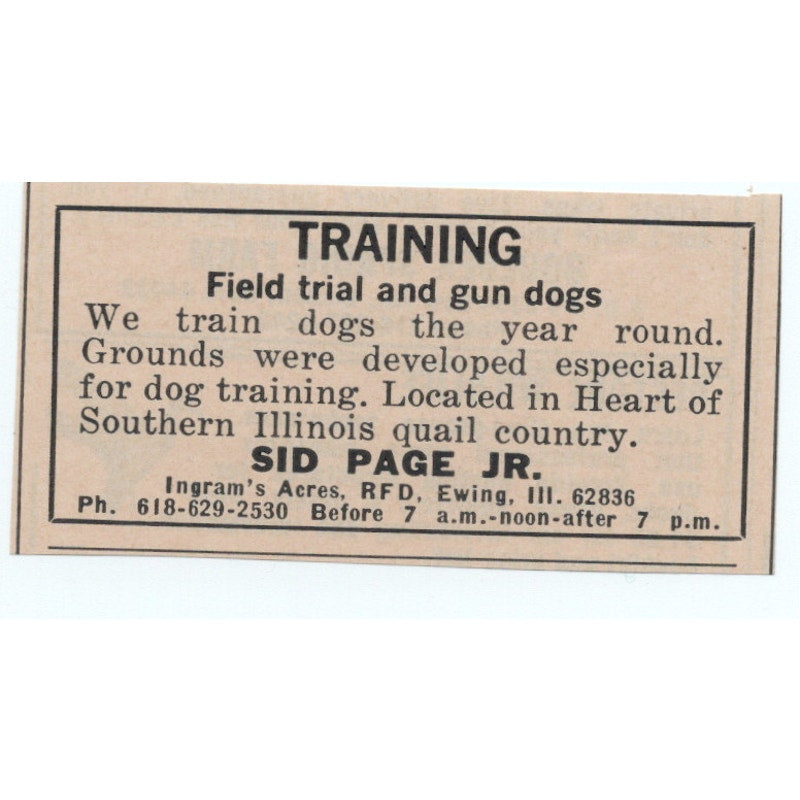 TRAINING
Field trial and gun dogs
We train dogs the year round.
Grounds were developed especially
for dog training. Located in Heart of
Southern Illinois quail country.
SID PAGE JR.
Ingram's Acres, RFD, Ewing, Ill. 62836
Ph. 618-629-2530 Before 7 a.m.-noon-after 7 p.m.